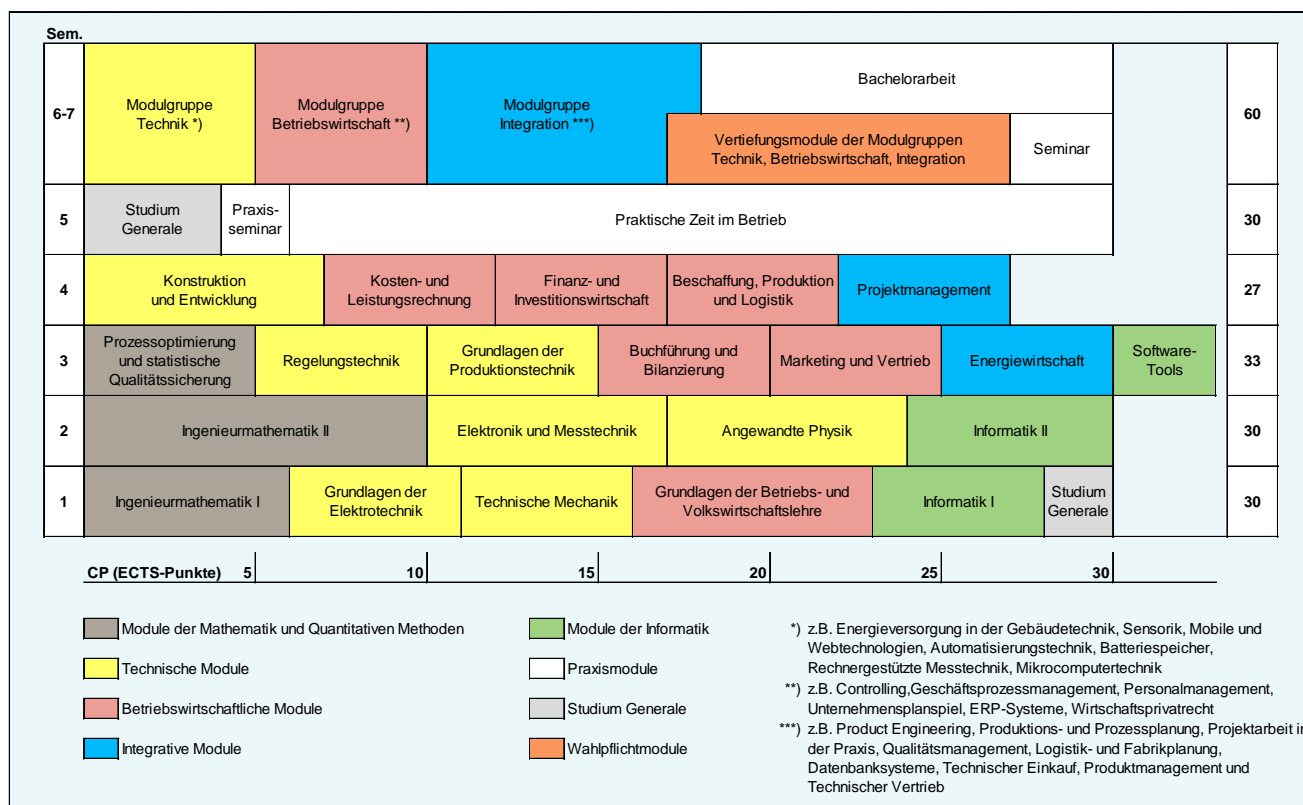 Sem.
6-7
Modulgruppe
Technik *)
Modulgruppe
Betriebswirtschaft **)
Modulgruppe
Integration ***)
Bachelorarbeit
Vertiefungsmodule der Modulgruppen
Technik, Betriebswirtschaft, Integration
Seminar
60
5
Studium
Generale
Praxis-
seminar
Praktische Zeit im Betrieb
30
4
Konstruktion
und Entwicklung
Kosten- und
Leistungsrechnung
Finanz- und
Investitionswirtschaft
Beschaffung, Produktion
und Logistik
Projektmanagement
27
3
Prozessoptimierung
und statistische
Qualitätssicherung
Regelungstechnik
Grundlagen der
Produktionstechnik
Buchführung und
Bilanzierung
Marketing und Vertrieb
Energiewirtschaft
Software-
Tools
33
2
Ingenieurmathematik II
Elektronik und Messtechnik
Angewandte Physik
Informatik II
30
1
Ingenieurmathematik I
Grundlagen der
Elektrotechnik
Technische Mechanik
Grundlagen der Betriebs- und
Volkswirtschaftslehre
Informatik I
Studium
Generale
30
CP (ECTS-Punkte) 5 10 15 20 25 30
Module der Mathematik und Quantitativen Methoden
Technische Module
Betriebswirtschaftliche Module
Integrative Module
Module der Informatik
Praxismodule
Studium Generale
Wahlpflichtmodule
*) z.B. Energieversorgung in der Gebäudetechnik, Sensorik, Mobile und
Webtechnologien, Automatisierungstechnik, Batteriespeicher,
Rechnergestützte Messtechnik, Mikrocomputertechnik
**) z.B. Controlling,Geschäftsprozessmanagement, Personalmanagement,
Unternehmensplanspiel, ERP-Systeme, Wirtschaftsprivatrecht
***) z.B. Product Engineering, Produktions- und Prozessplanung, Projektarbeit in
der Praxis, Qualitätsmanagement, Logistik- und Fabrikplanung,
Datenbanksysteme, Technischer Einkauf, Produktmanagement und
Technischer Vertrieb